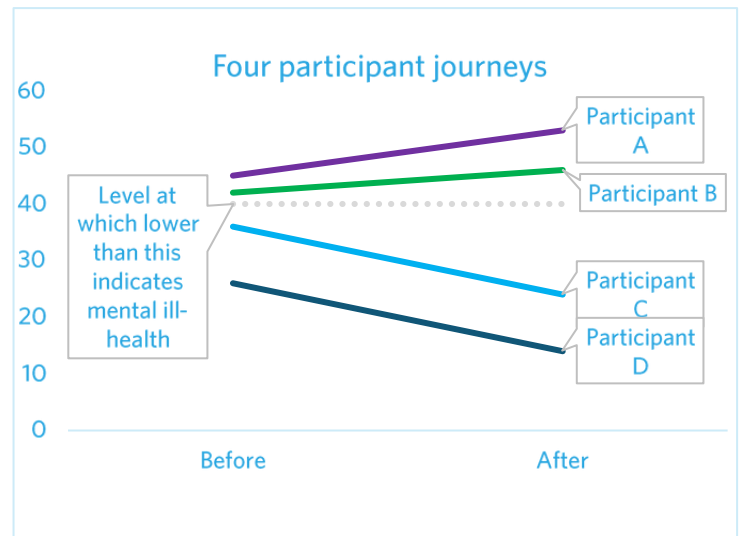 Four participant journeys
60
50
40
30
20
10
0
Level at
which lower
than this
indicates
mental ill-
health
Participant
A
Participant B
Participant
C
Participant
D
Before
After